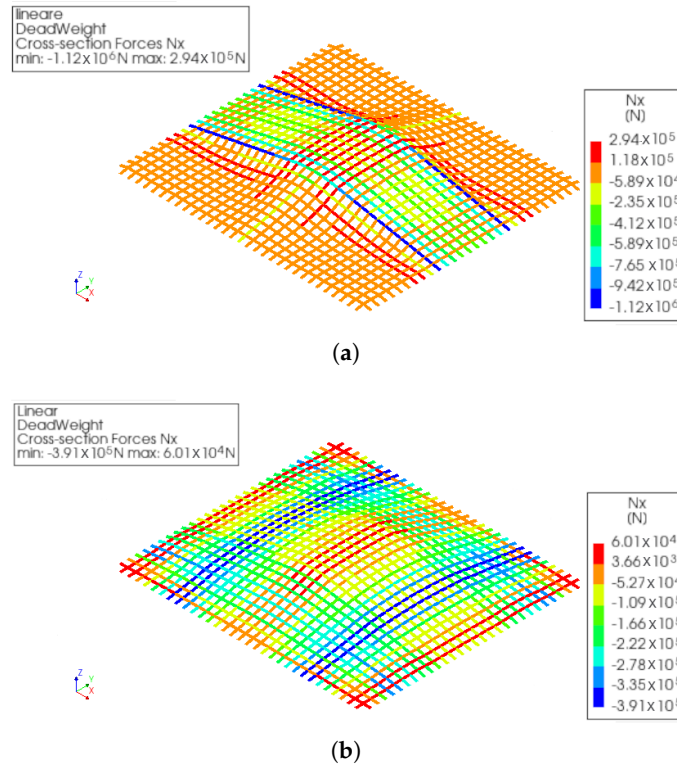 lineare
DeadWeight
Cross-section Forces Nx
min: -1.12x10⁶N max: 2.94x10⁵N
Nx
(N)
2.94x10⁵
1.18x10⁵
-5.89x10⁴
-2.35x10⁵
-4.12x10⁵
-5.89x10⁵
-7.65x10⁵
-9.42x10⁵
-1.12x10⁶
Z
Y
X
(a)
Linear
DeadWeight
Cross-section Forces Nx
min: -3.91x10⁵N max: 6.01x10⁴N
Nx
(N)
6.01x10⁴
3.66x10³
-5.27x10⁴
-1.09x10⁵
-1.66x10⁵
-2.22x10⁵
-2.78x10⁵
-3.35x10⁵
-3.91x10⁵
Z
Y
X
(b)